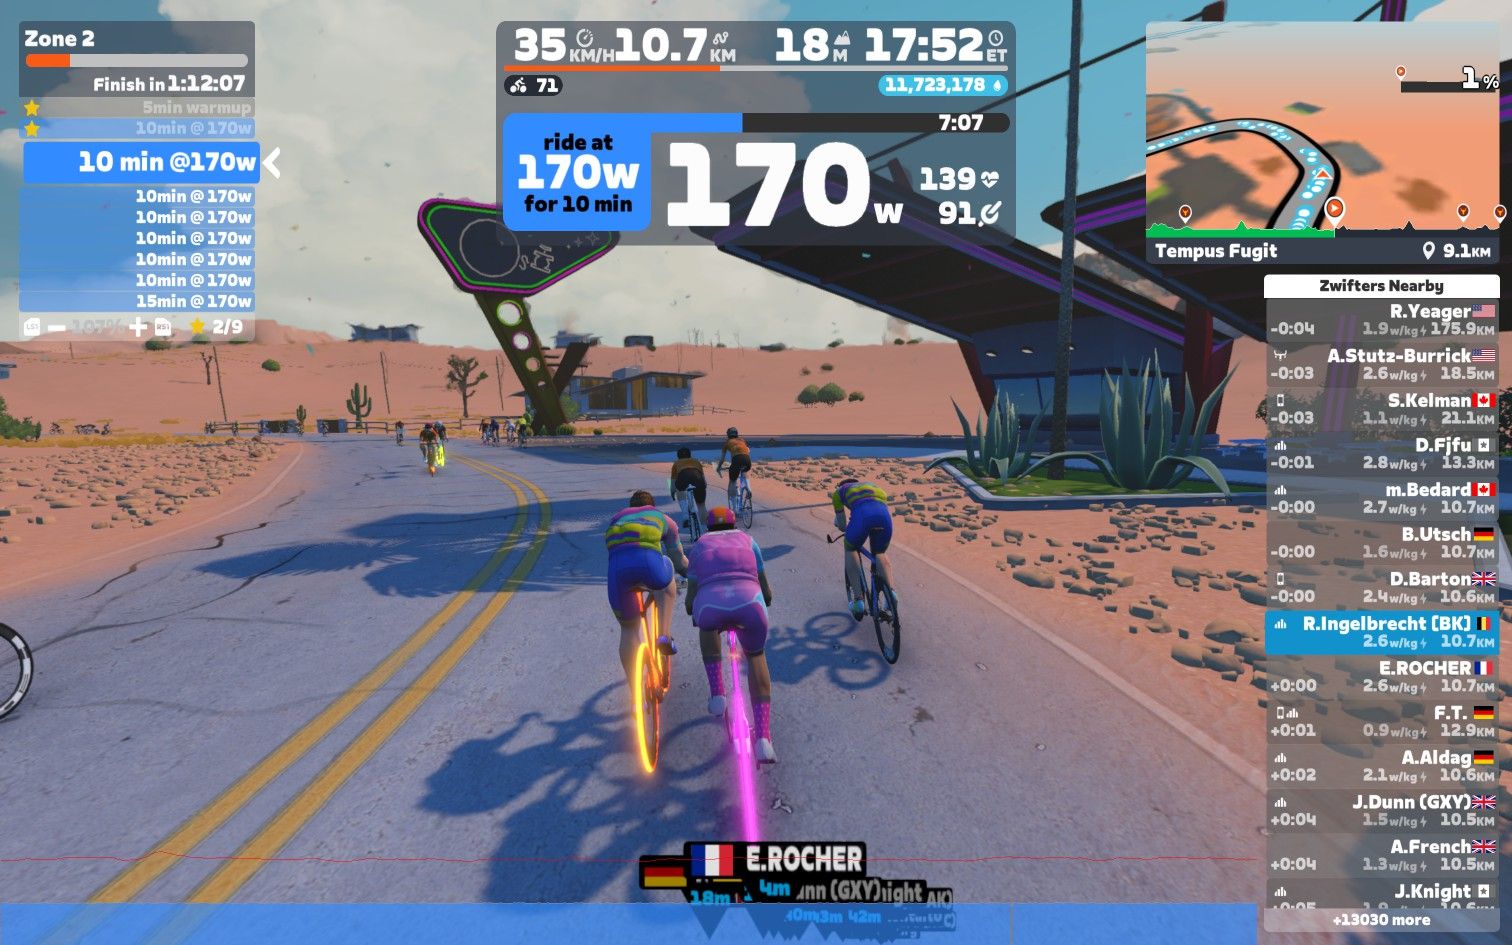 Zone 2
Finish in 1:12:07
5min warmup
10min @ 170w
10 min @170w
10min @ 170w
10min @ 170w
10min @ 170w
10min @ 170w
10min @ 170w
15min @ 170w
107%
2/9
35 KM/H 10.7 KM 18 M 17:52 ET
71
11,723,178
7:07
ride at
170w
for 10 min
170 w
139
91
1 %
Tempus Fugit 9.1KM
Zwifters Nearby
R.Yeager
-0:04 1.9w/kg 175.9KM
A.Stutz-Burrick
-0:03 2.6w/kg 18.5KM
S.Kelman
-0:03 1.1w/kg 21.1KM
D.Fjfu
-0:01 2.8w/kg 13.3KM
m.Bedard
-0:00 2.7w/kg 10.7KM
B.Utsch
-0:00 1.6w/kg 10.7KM
D.Barton
-0:00 2.4w/kg 10.6KM
R.Ingelbrecht (BK)
2.6w/kg 10.7KM
E.ROCHER
+0:00 2.6w/kg 10.7KM
F.T.
+0:01 0.9w/kg 12.9KM
A.Aldag
+0:02 2.1w/kg 10.6KM
J.Dunn (GXY)
+0:04 1.5w/kg 10.5KM
A.French
+0:04 1.3w/kg 10.5KM
J.Knight
+13030 more
E.ROCHER
18m 4m unn (GXY) ight AK)
42m